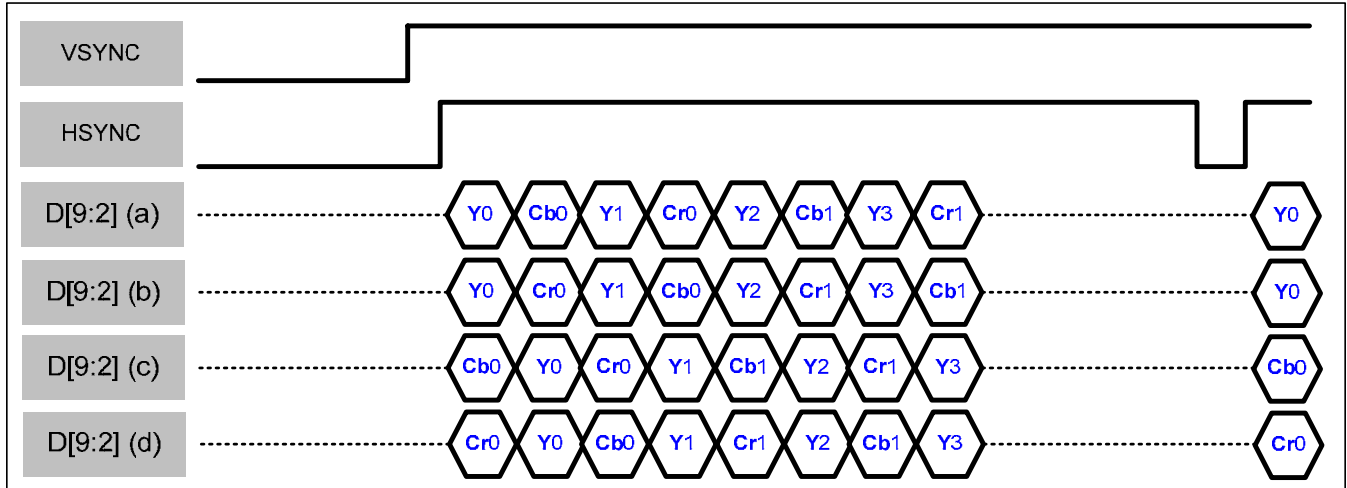 VSYNC
HSYNC
D[9:2] (a) Y0 Cb0 Y1 Cr0 Y2 Cb1 Y3 Cr1 Y0
D[9:2] (b) Y0 Cr0 Y1 Cb0 Y2 Cr1 Y3 Cb1 Y0
D[9:2] (c) Cb0 Y0 Cr0 Y1 Cb1 Y2 Cr1 Y3 Cb0
D[9:2] (d) Cr0 Y0 Cb0 Y1 Cr1 Y2 Cb1 Y3 Cr0